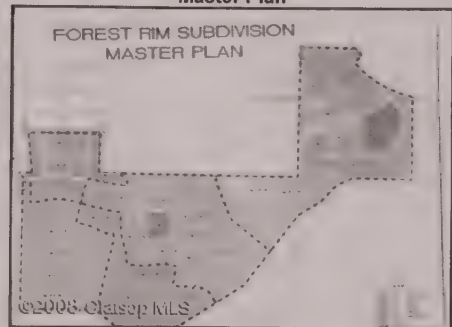 Master Plan
FOREST RIM SUBDIVISION
MASTER PLAN
©2008 Clatsop MLS